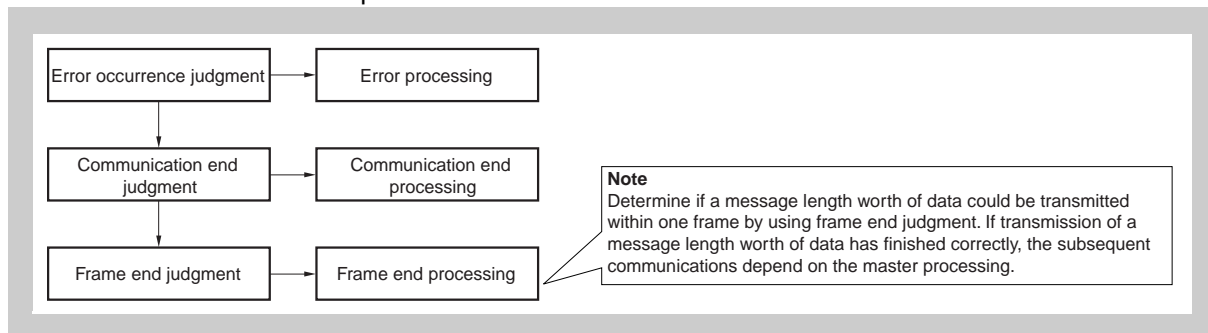 Error occurrence judgment
Error processing
Communication end
judgment
Communication end
processing
Note
Determine if a message length worth of data could be transmitted
within one frame by using frame end judgment. If transmission of a
message length worth of data has finished correctly, the subsequent
communications depend on the master processing.
Frame end judgment
Frame end processing